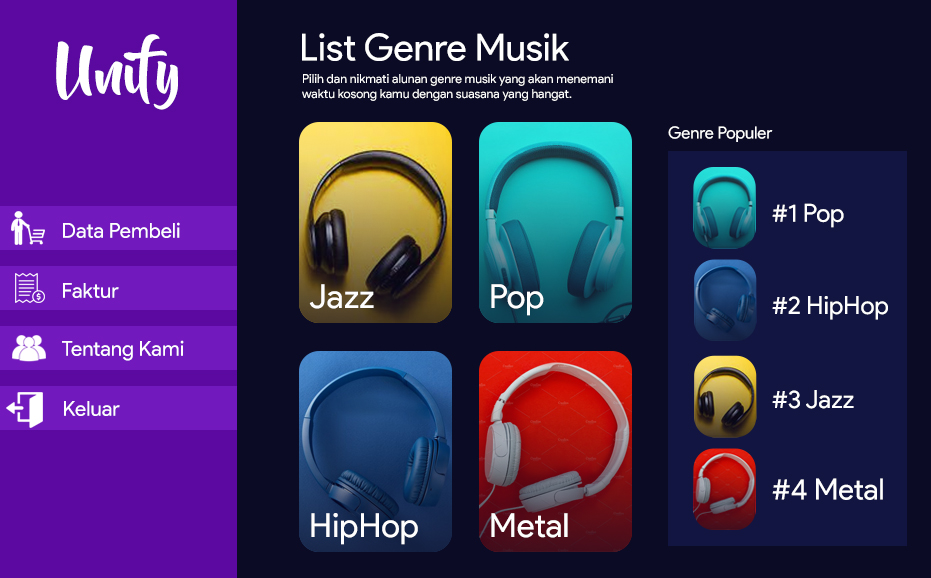 Unify
Data Pembeli
Faktur
Tentang Kami
Keluar
List Genre Musik
Pilih dan nikmati alunan genre musik yang akan menemani
waktu kosong kamu dengan suasana yang hangat.
Jazz
Pop
HipHop
Metal
Genre Populer
#1 Pop
#2 HipHop
#3 Jazz
#4 Metal